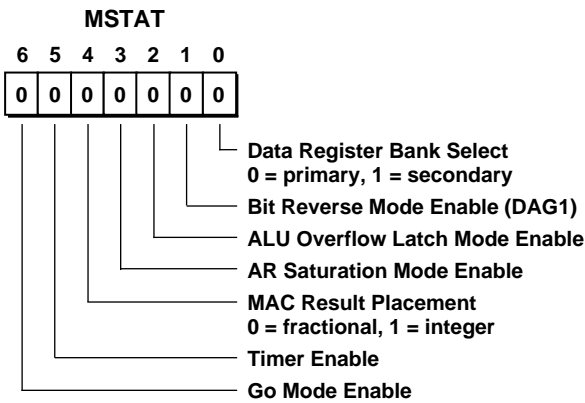 MSTAT
6 5 4 3 2 1 0
0 0 0 0 0 0 0
Data Register Bank Select
0 = primary, 1 = secondary
Bit Reverse Mode Enable (DAG1)
ALU Overflow Latch Mode Enable
AR Saturation Mode Enable
MAC Result Placement
0 = fractional, 1 = integer
Timer Enable
Go Mode Enable